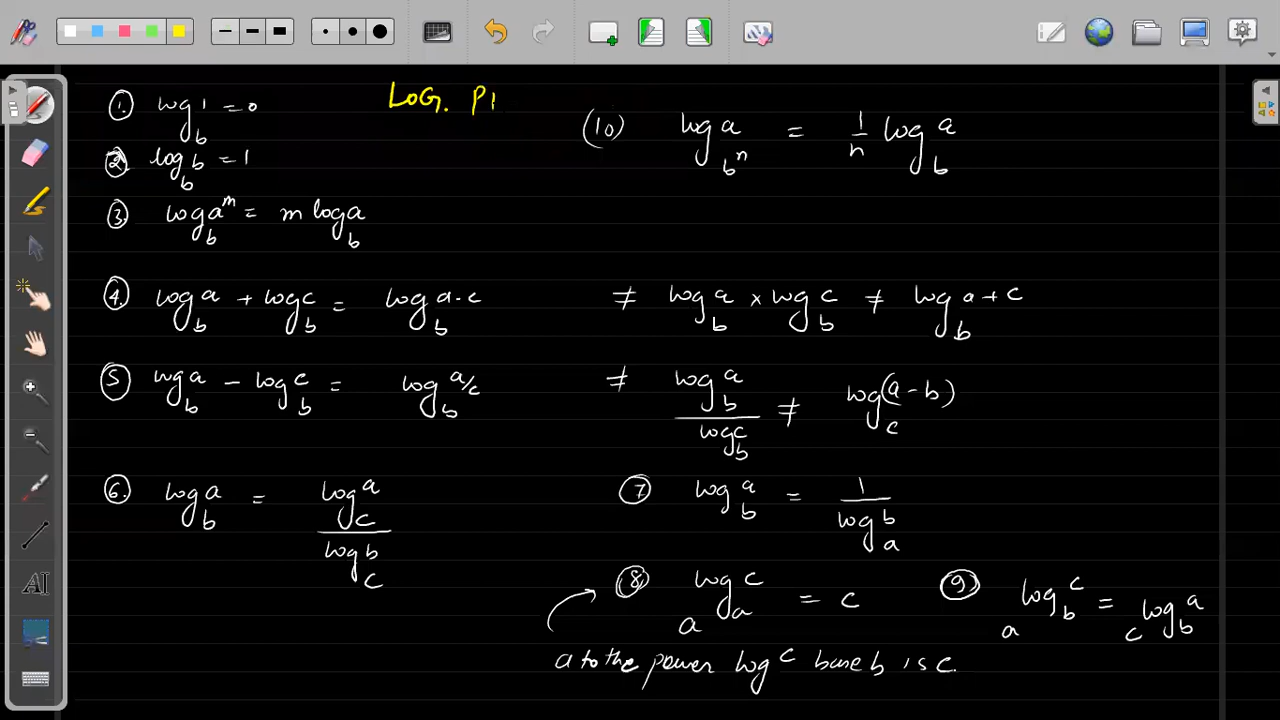 LOG. PI
① log_b 1 = 0
② log_b b = 1
③ log_b a^m = m log_b a
④ log_b a + log_b c = log_b a·c ≠ log_b a × log_b c ≠ log_b a + c
⑤ log_b a − log_b c = log_b a/c ≠ (log_b a)/(log_b c) ≠ log_c (a − b)
⑥ log_b a = (log_c a)/(log_c b)
⑦ log_b a = 1/(log_a b)
⑧ a^(log_a c) = c
⑨ a^(log_b c) = c^(log_b a)
a to the power log c base b is c.
(10) log_(b^n) a = 1/n log_b a
AI